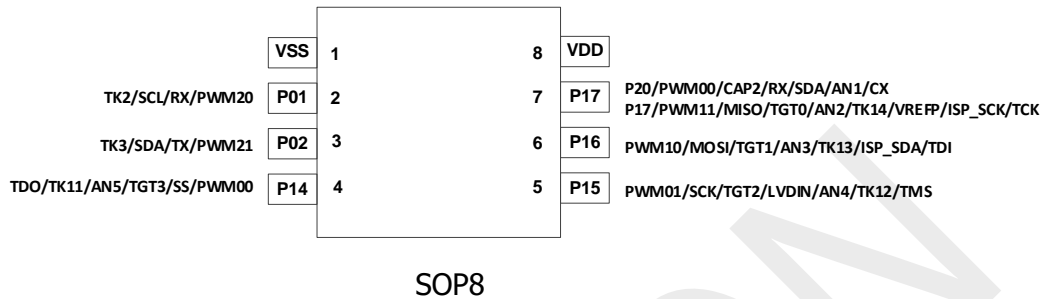 VSS 1 8 VDD
TK2/SCL/RX/PWM20 P01 2 7 P17 P20/PWM00/CAP2/RX/SDA/AN1/CX
P17/PWM11/MISO/TGT0/AN2/TK14/VREFP/ISP_SCK/TCK
TK3/SDA/TX/PWM21 P02 3 6 P16 PWM10/MOSI/TGT1/AN3/TK13/ISP_SDA/TDI
TDO/TK11/AN5/TGT3/SS/PWM00 P14 4 5 P15 PWM01/SCK/TGT2/LVDIN/AN4/TK12/TMS
SOP8